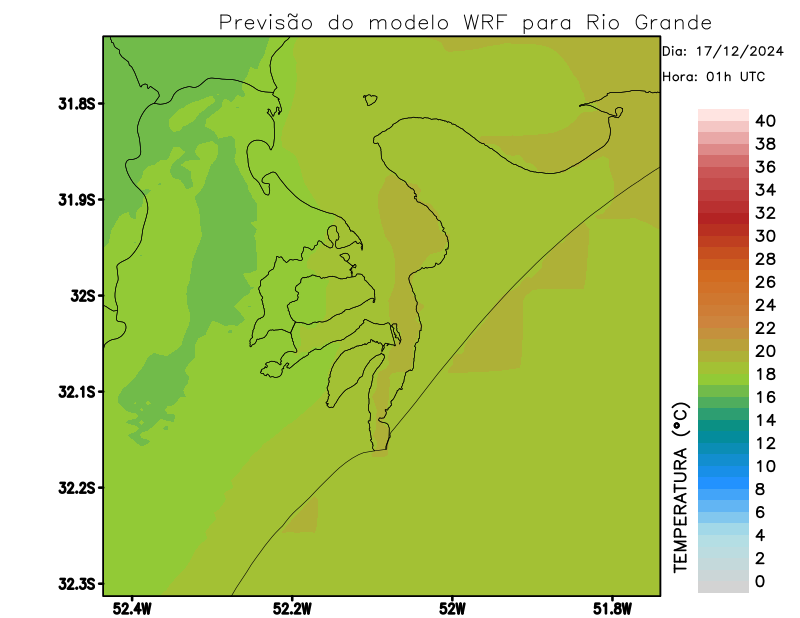 Previsão do modelo WRF para Rio Grande
Dia: 17/12/2024
Hora: 01h UTC
31.8S
31.9S
32S
32.1S
32.2S
32.3S
52.4W
52.2W
52W
51.8W
TEMPERATURA (°C)
40
38
36
34
32
30
28
26
24
22
20
18
16
14
12
10
8
6
4
2
0